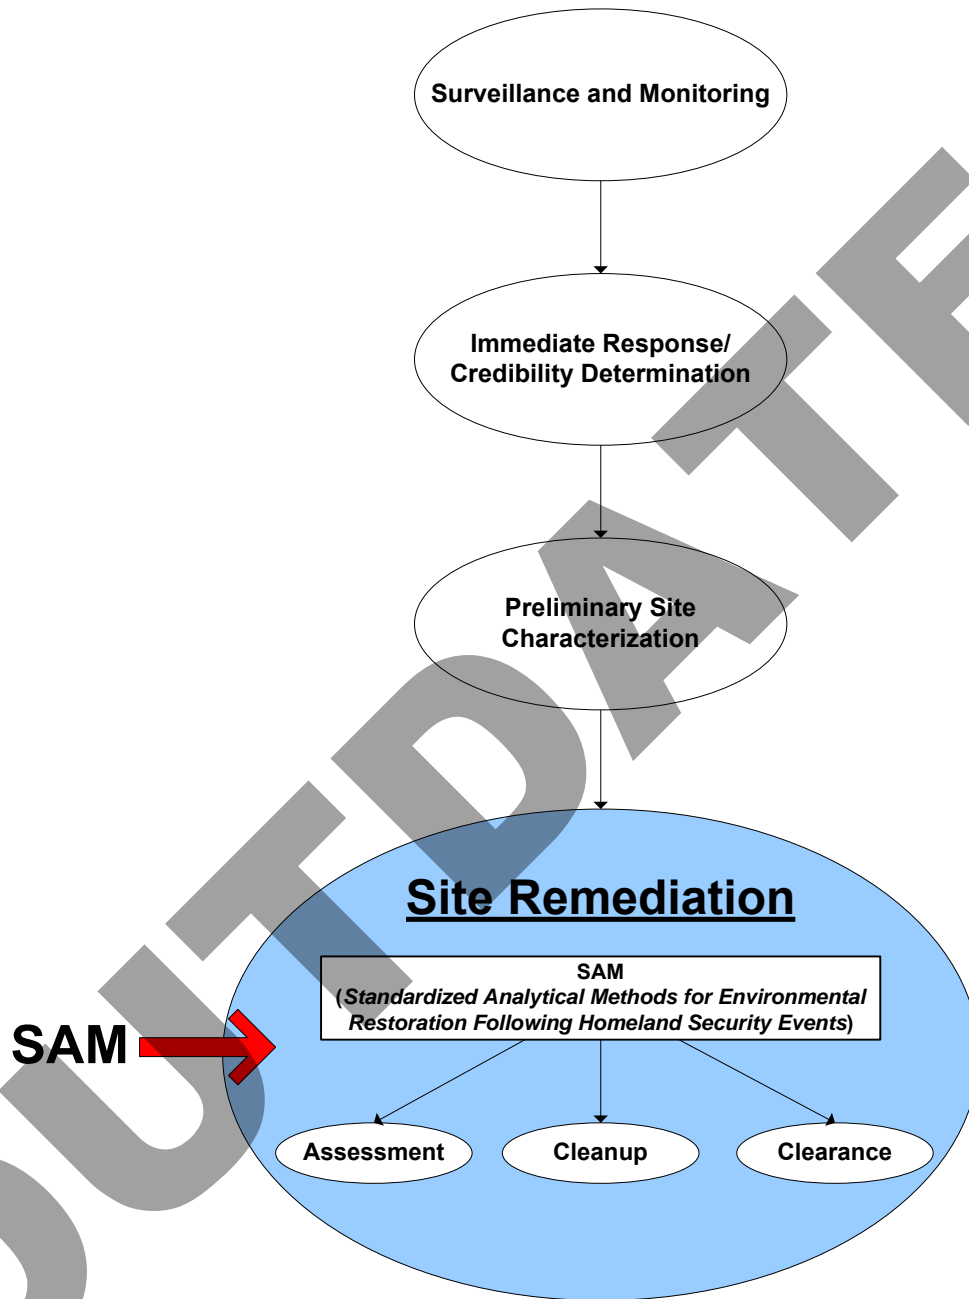 Surveillance and Monitoring
Immediate Response/
Credibility Determination
Preliminary Site
Characterization
Site Remediation
SAM
(Standardized Analytical Methods for Environmental
Restoration Following Homeland Security Events)
SAM
Assessment
Cleanup
Clearance
OUTDATE